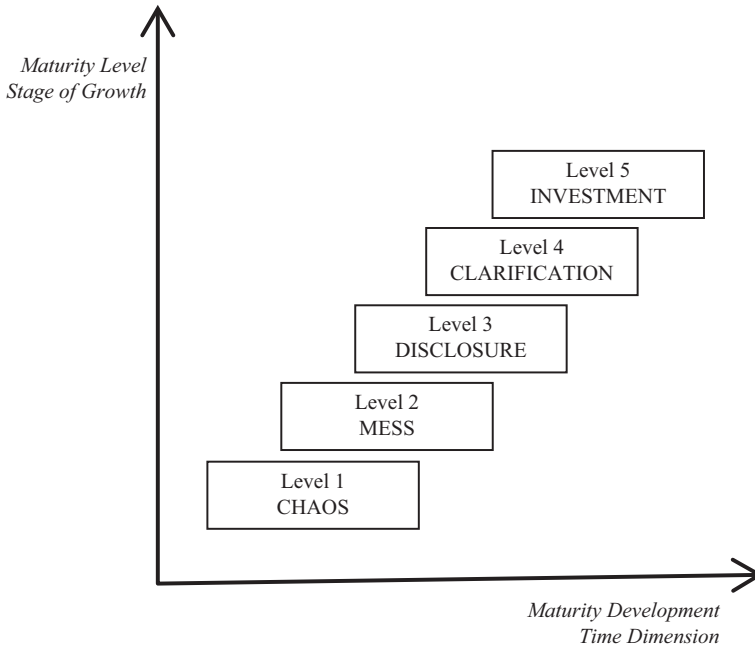 Maturity Level
Stage of Growth
Level 5
INVESTMENT
Level 4
CLARIFICATION
Level 3
DISCLOSURE
Level 2
MESS
Level 1
CHAOS
Maturity Development
Time Dimension